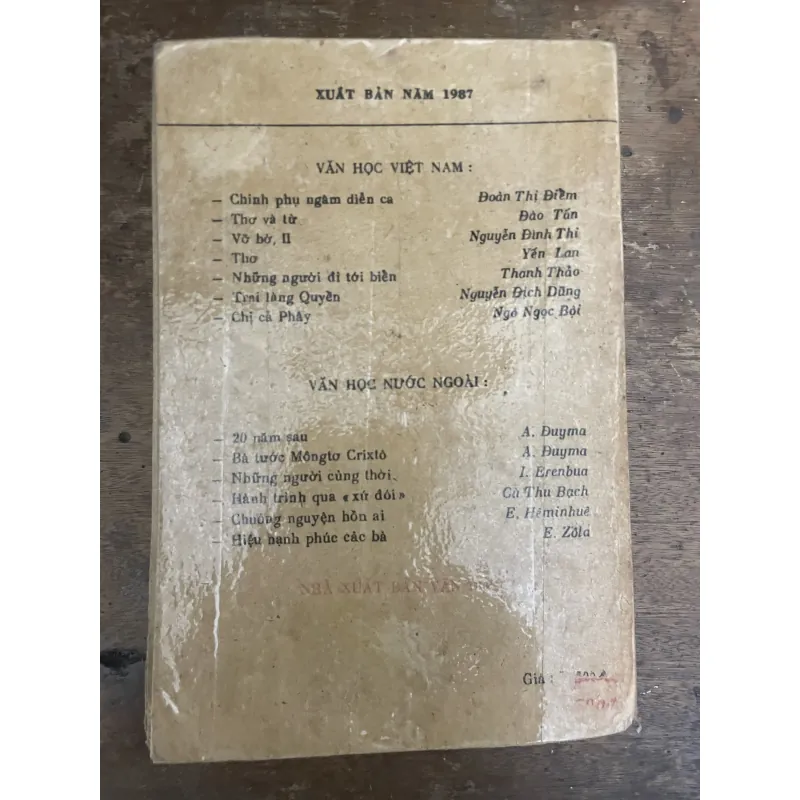 XUẤT BẢN NĂM 1987
VĂN HỌC VIỆT NAM :
— Chinh phụ ngâm diễn ca Đoàn Thị Điểm
— Thơ và từ Đào Tấn
— Vỡ bờ, II Nguyễn Đình Thi
— Thơ Yến Lan
— Những người đi tới biển Thanh Thảo
— Trai làng Quyền Nguyễn Địch Dũng
— Chị cả Phây Ngô Ngọc Bội
VĂN HỌC NƯỚC NGOÀI :
— 20 năm sau A. Đuyma
— Bá tước Môngtơ Crixtô A. Đuyma
— Những người cùng thời. I. Erenbua
— Hành trình qua «xứ đói» Cù Thu Bạch
— Chuông nguyện hồn ai E. Hêminhuê
— Hiệu hạnh phúc các bà E. Zôla
NHÀ XUẤT BẢN VĂN
Giá :